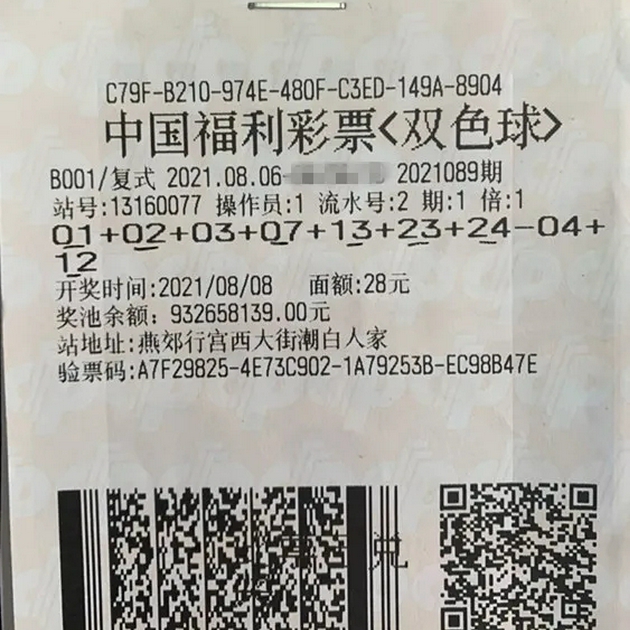 C79F-B210-974E-480F-C3ED-149A-8904
中国福利彩票<双色球>
B001/复式 2021.08.06- 2021089期
站号:13160077 操作员:1 流水号:2 期:1 倍:1
01+02+03+07+13+23+24-04+
12
开奖时间:2021/08/08 面额:28元
奖池余额: 932658139.00元
站地址:燕郊行宫西大街潮白人家
验票码:A7F29825-4E73C902-1A79253B-EC98B47E
兑